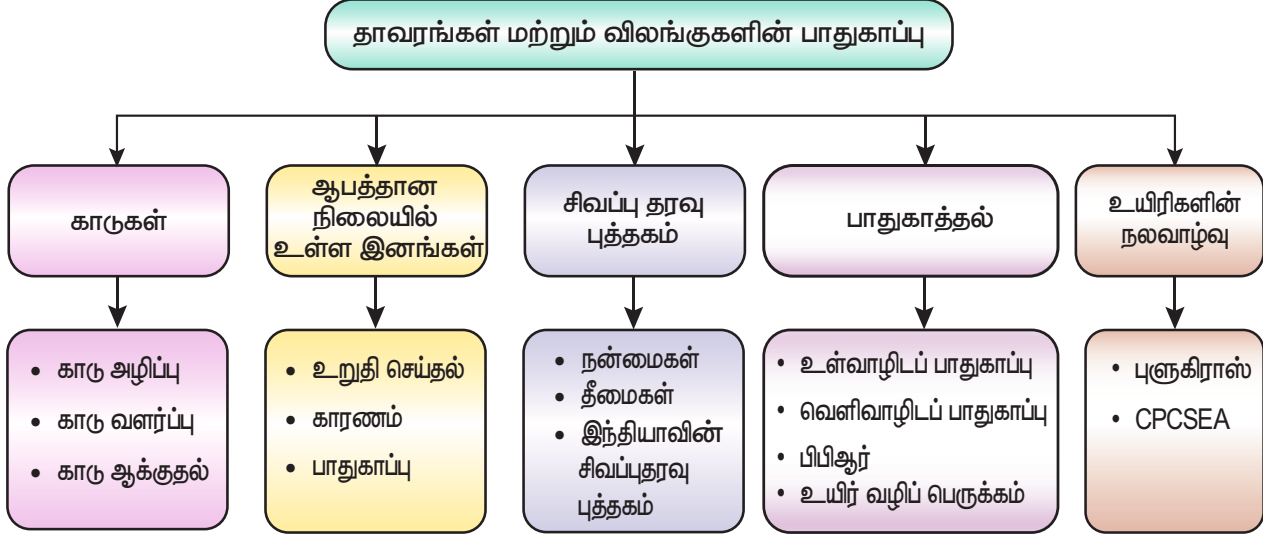 தாவரங்கள் மற்றும் விலங்குகளின் பாதுகாப்பு
காடுகள்
ஆபத்தான
நிலையில்
உள்ள இனங்கள்
சிவப்பு தரவு
புத்தகம்
பாதுகாத்தல்
உயிரிகளின்
நலவாழ்வு
• காடு அழிப்பு
• காடு வளர்ப்பு
• காடு ஆக்குதல்
• உறுதி செய்தல்
• காரணம்
• பாதுகாப்பு
• நன்மைகள்
• தீமைகள்
• இந்தியாவின்
சிவப்புதரவு
புத்தகம்
• உள்வாழிடப் பாதுகாப்பு
• வெளிவாழிடப் பாதுகாப்பு
• பிபிஆர்
• உயிர் வழிப் பெருக்கம்
• புளுகிராஸ்
• CPCSEA